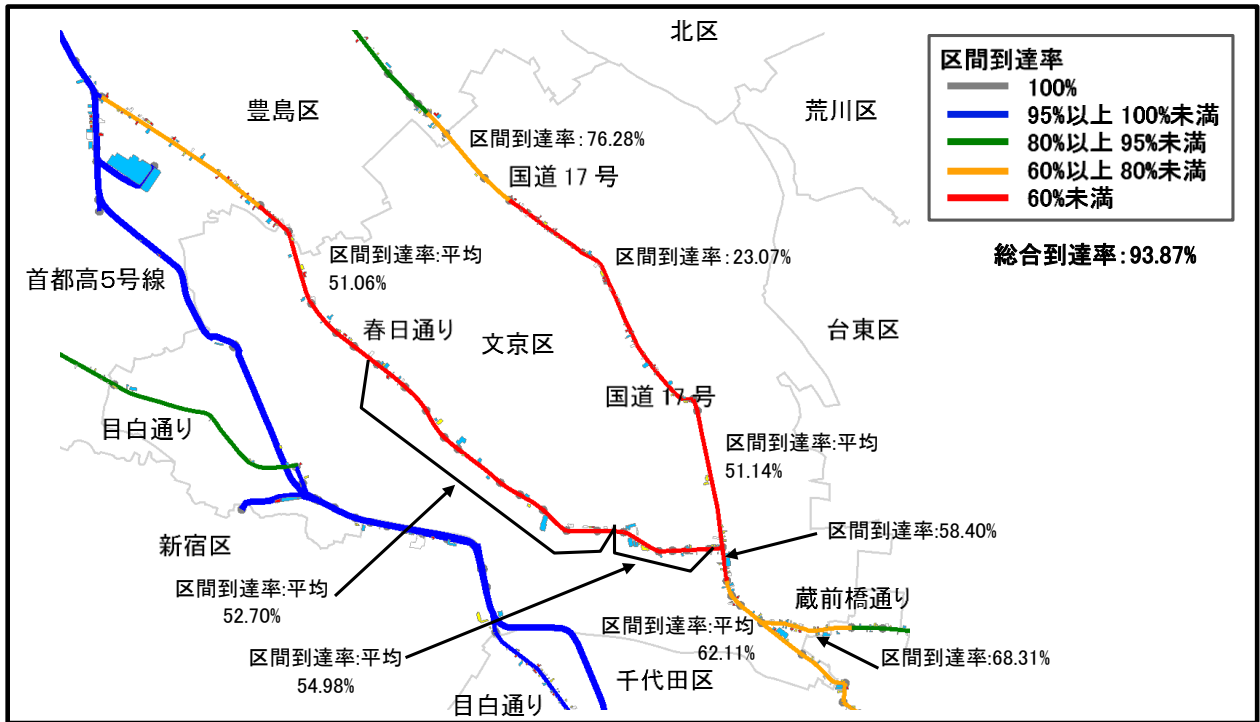 北区
区間到達率
100%
95%以上 100%未満
80%以上 95%未満
60%以上 80%未満
60%未満
総合到達率:93.87%
豊島区
荒川区
区間到達率:76.28%
国道 17 号
区間到達率:平均
51.06%
区間到達率:23.07%
首都高5号線
春日通り
文京区
台東区
国道 17 号
目白通り
区間到達率:平均
51.14%
区間到達率:58.40%
新宿区
区間到達率:平均
52.70%
蔵前橋通り
区間到達率:平均
62.11%
区間到達率:平均
54.98%
区間到達率:68.31%
千代田区
目白通り